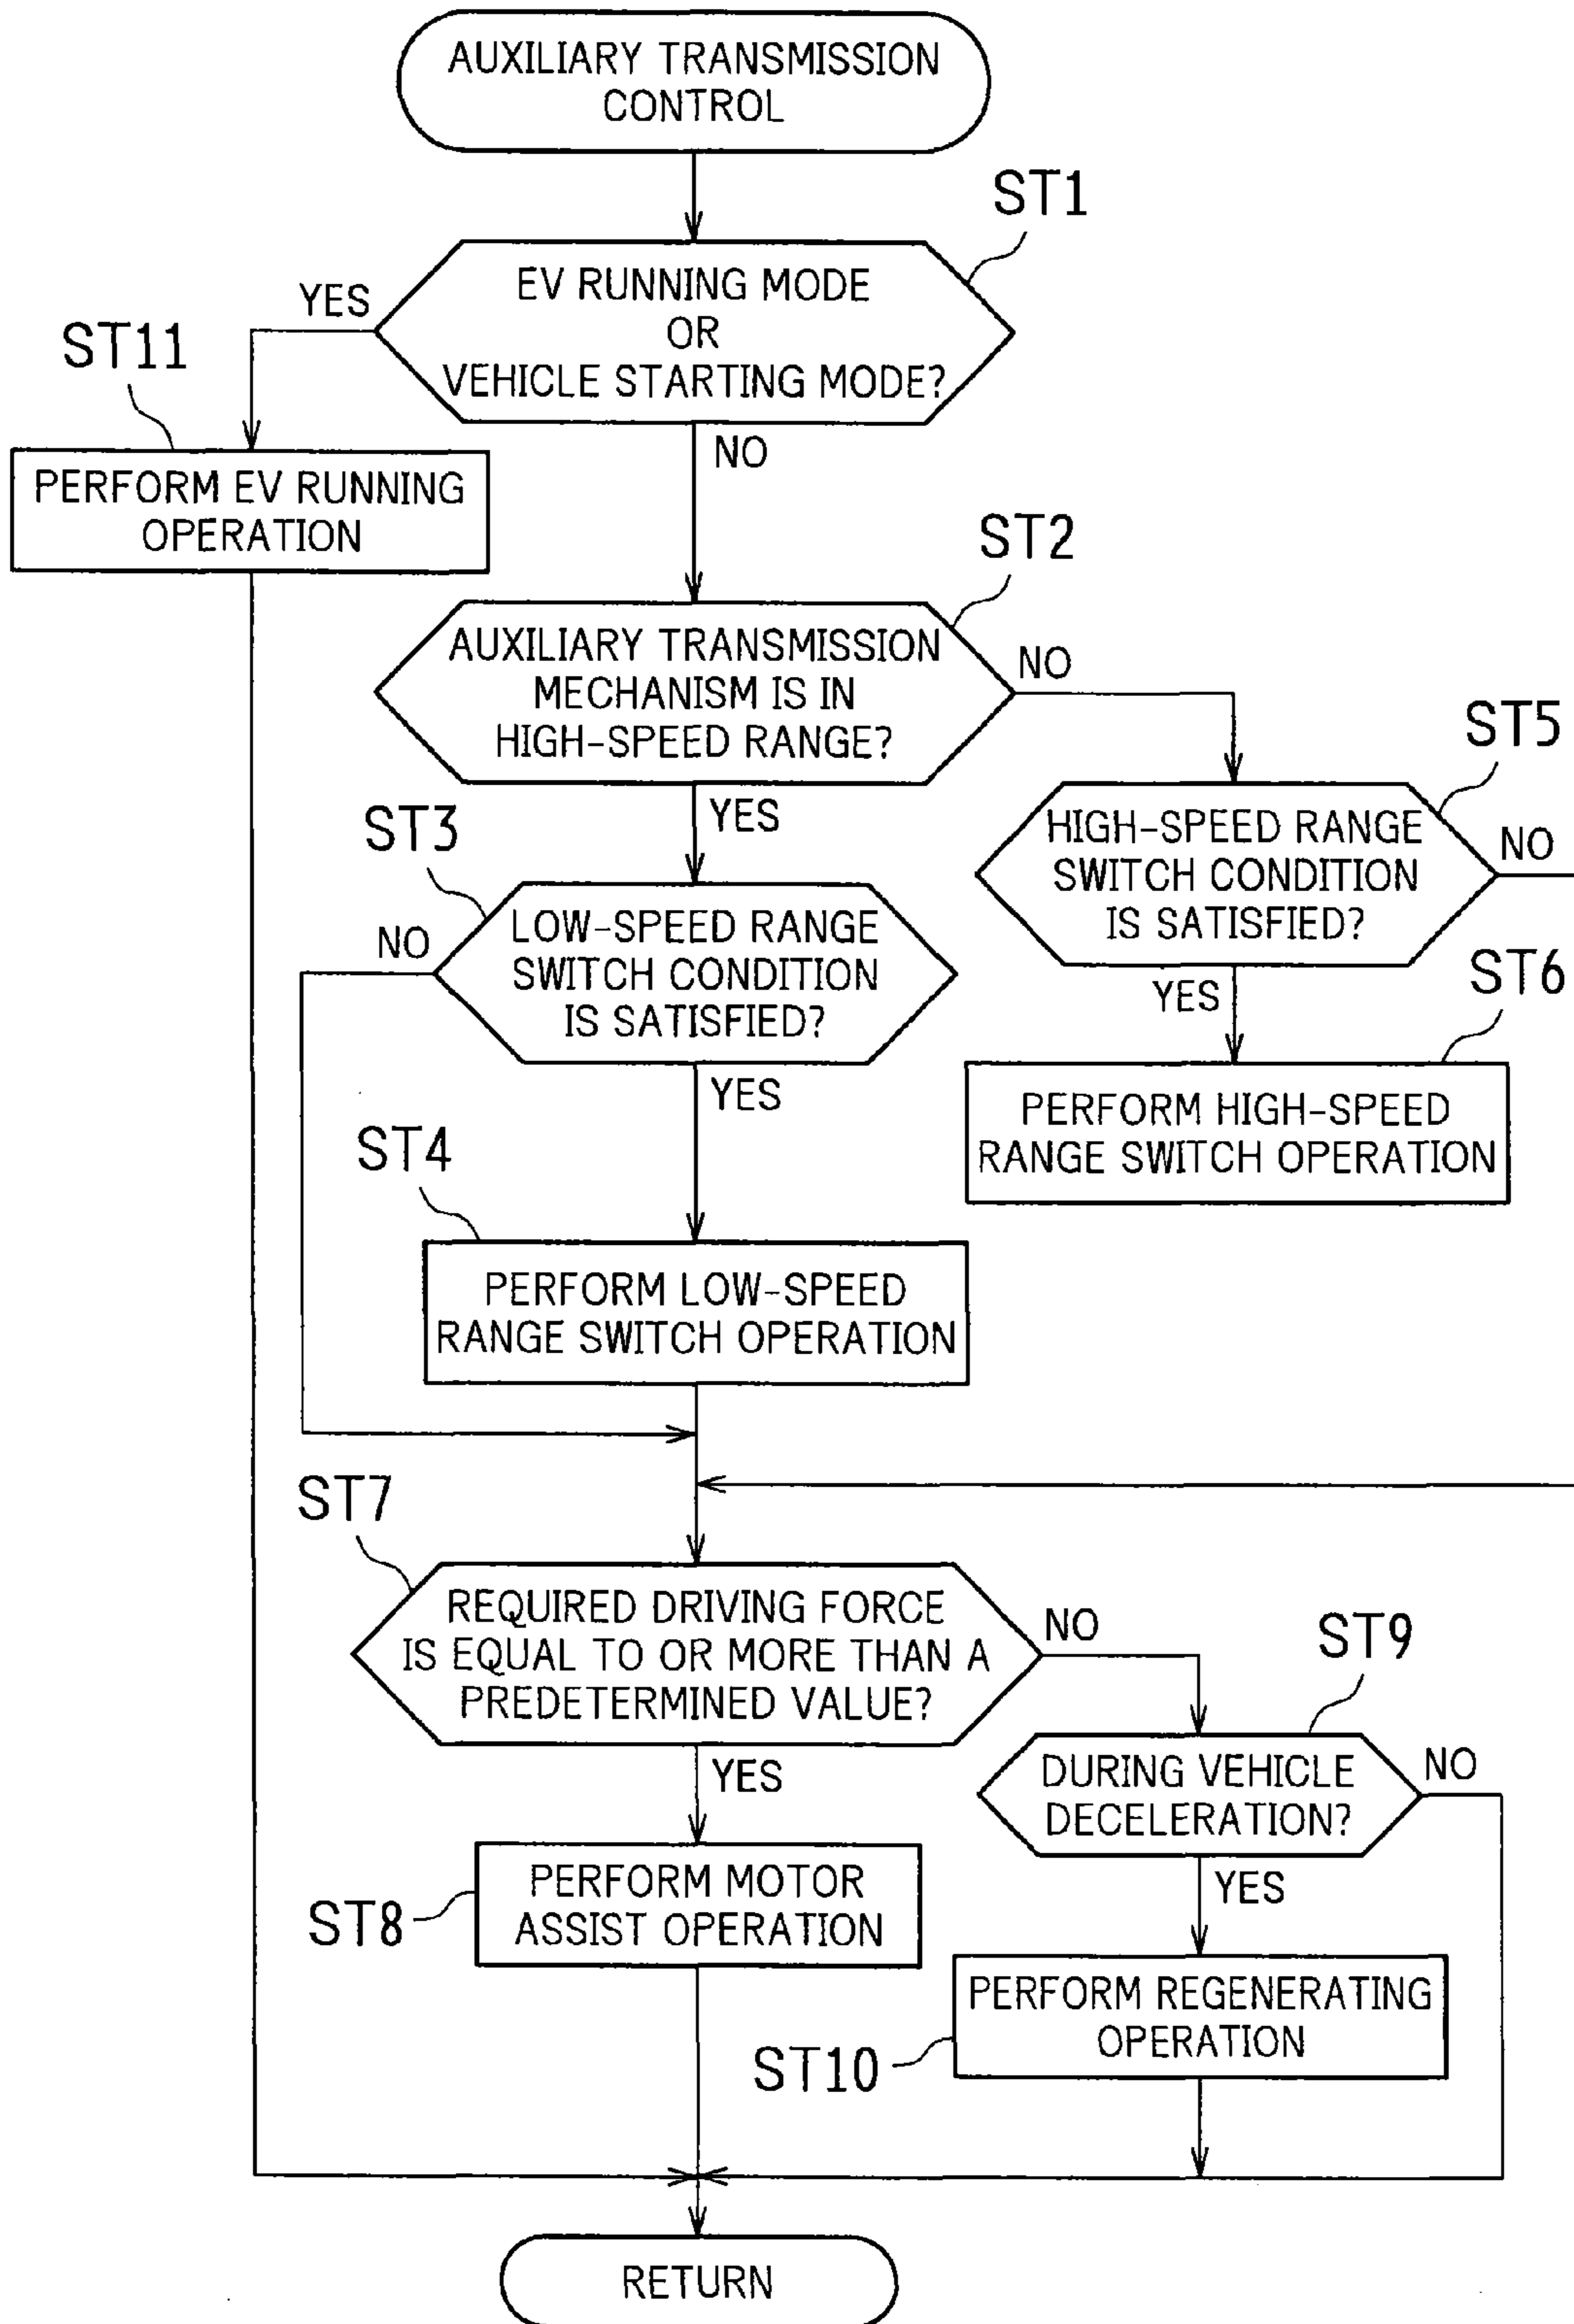 AUXILIARY TRANSMISSION
CONTROL
ST1
EV RUNNING MODE
OR
VEHICLE STARTING MODE?
YES
NO
ST11
PERFORM EV RUNNING
OPERATION
ST2
AUXILIARY TRANSMISSION
MECHANISM IS IN
HIGH-SPEED RANGE?
NO
YES
ST5
HIGH-SPEED RANGE
SWITCH CONDITION
IS SATISFIED?
NO
YES
ST3
LOW-SPEED RANGE
SWITCH CONDITION
IS SATISFIED?
NO
YES
ST6
PERFORM HIGH-SPEED
RANGE SWITCH OPERATION
ST4
PERFORM LOW-SPEED
RANGE SWITCH OPERATION
ST7
REQUIRED DRIVING FORCE
IS EQUAL TO OR MORE THAN A
PREDETERMINED VALUE?
NO
YES
ST9
DURING VEHICLE
DECELERATION?
NO
YES
ST8
PERFORM MOTOR
ASSIST OPERATION
ST10
PERFORM REGENERATING
OPERATION
RETURN